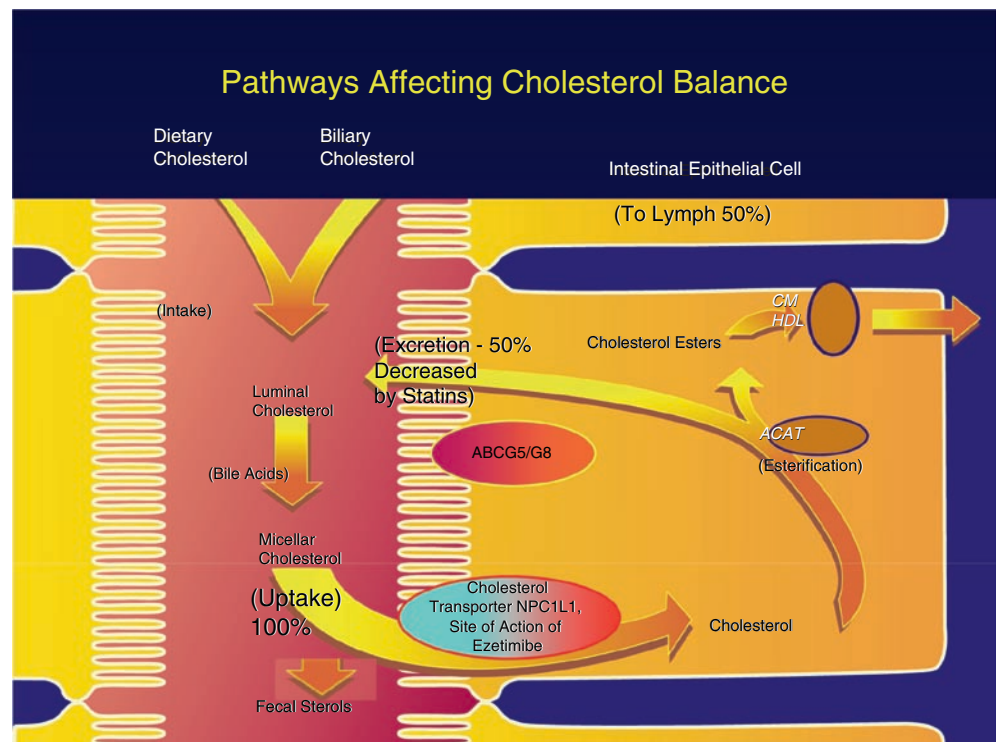 Pathways Affecting Cholesterol Balance
Dietary
Cholesterol
Biliary
Cholesterol
Intestinal Epithelial Cell
(To Lymph 50%)
(Intake)
CM
HDL
Cholesterol Esters
(Excretion - 50%
Decreased
by Statins)
Luminal
Cholesterol
ACAT
(Esterification)
ABCG5/G8
(Bile Acids)
Micellar
Cholesterol
(Uptake)
100%
Cholesterol
Transporter NPC1L1,
Site of Action of
Ezetimibe
Cholesterol
Fecal Sterols